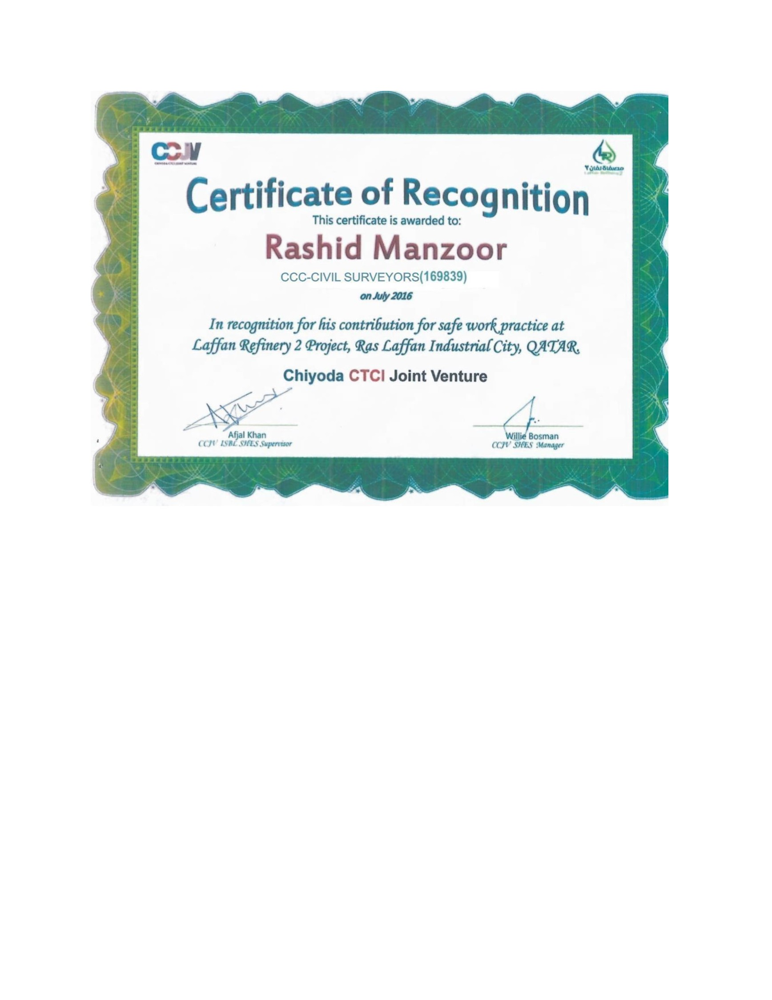 CCJV
CHIYODA CTCI JOINT VENTURE
LR
مصفاة لفان ٢
Laffan Refinery 2
Certificate of Recognition
This certificate is awarded to:
Rashid Manzoor
CCC-CIVIL SURVEYORS(169839)
on July 2016
In recognition for his contribution for safe work practice at
Laffan Refinery 2 Project, Ras Laffan Industrial City, QATAR.
Chiyoda CTCI Joint Venture
Afjal Khan
CCJV ISBL SHES Supervisor
Willie Bosman
CCJV SHES Manager